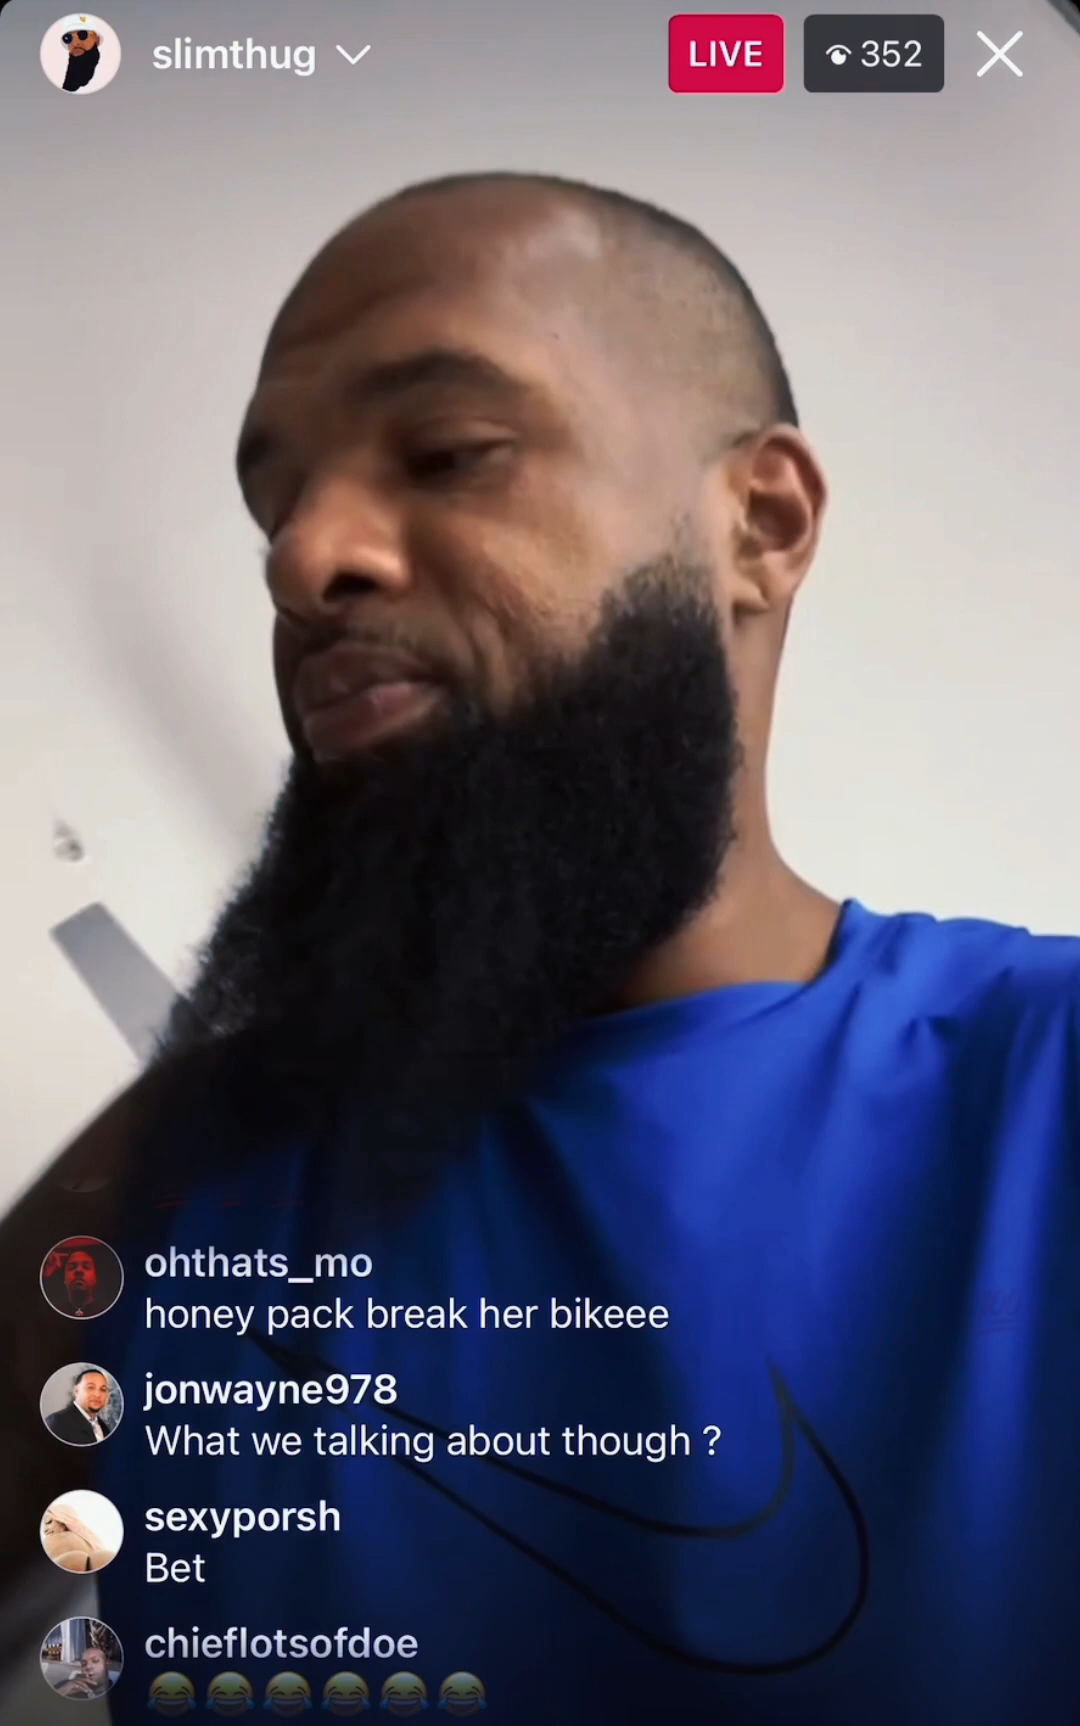 slimthug
LIVE
352
ohthats_mo
honey pack break her bikeee
jonwayne978
What we talking about though ?
sexyporsh
Bet
chieflotsofdoe
😂😂😂😂😂😂